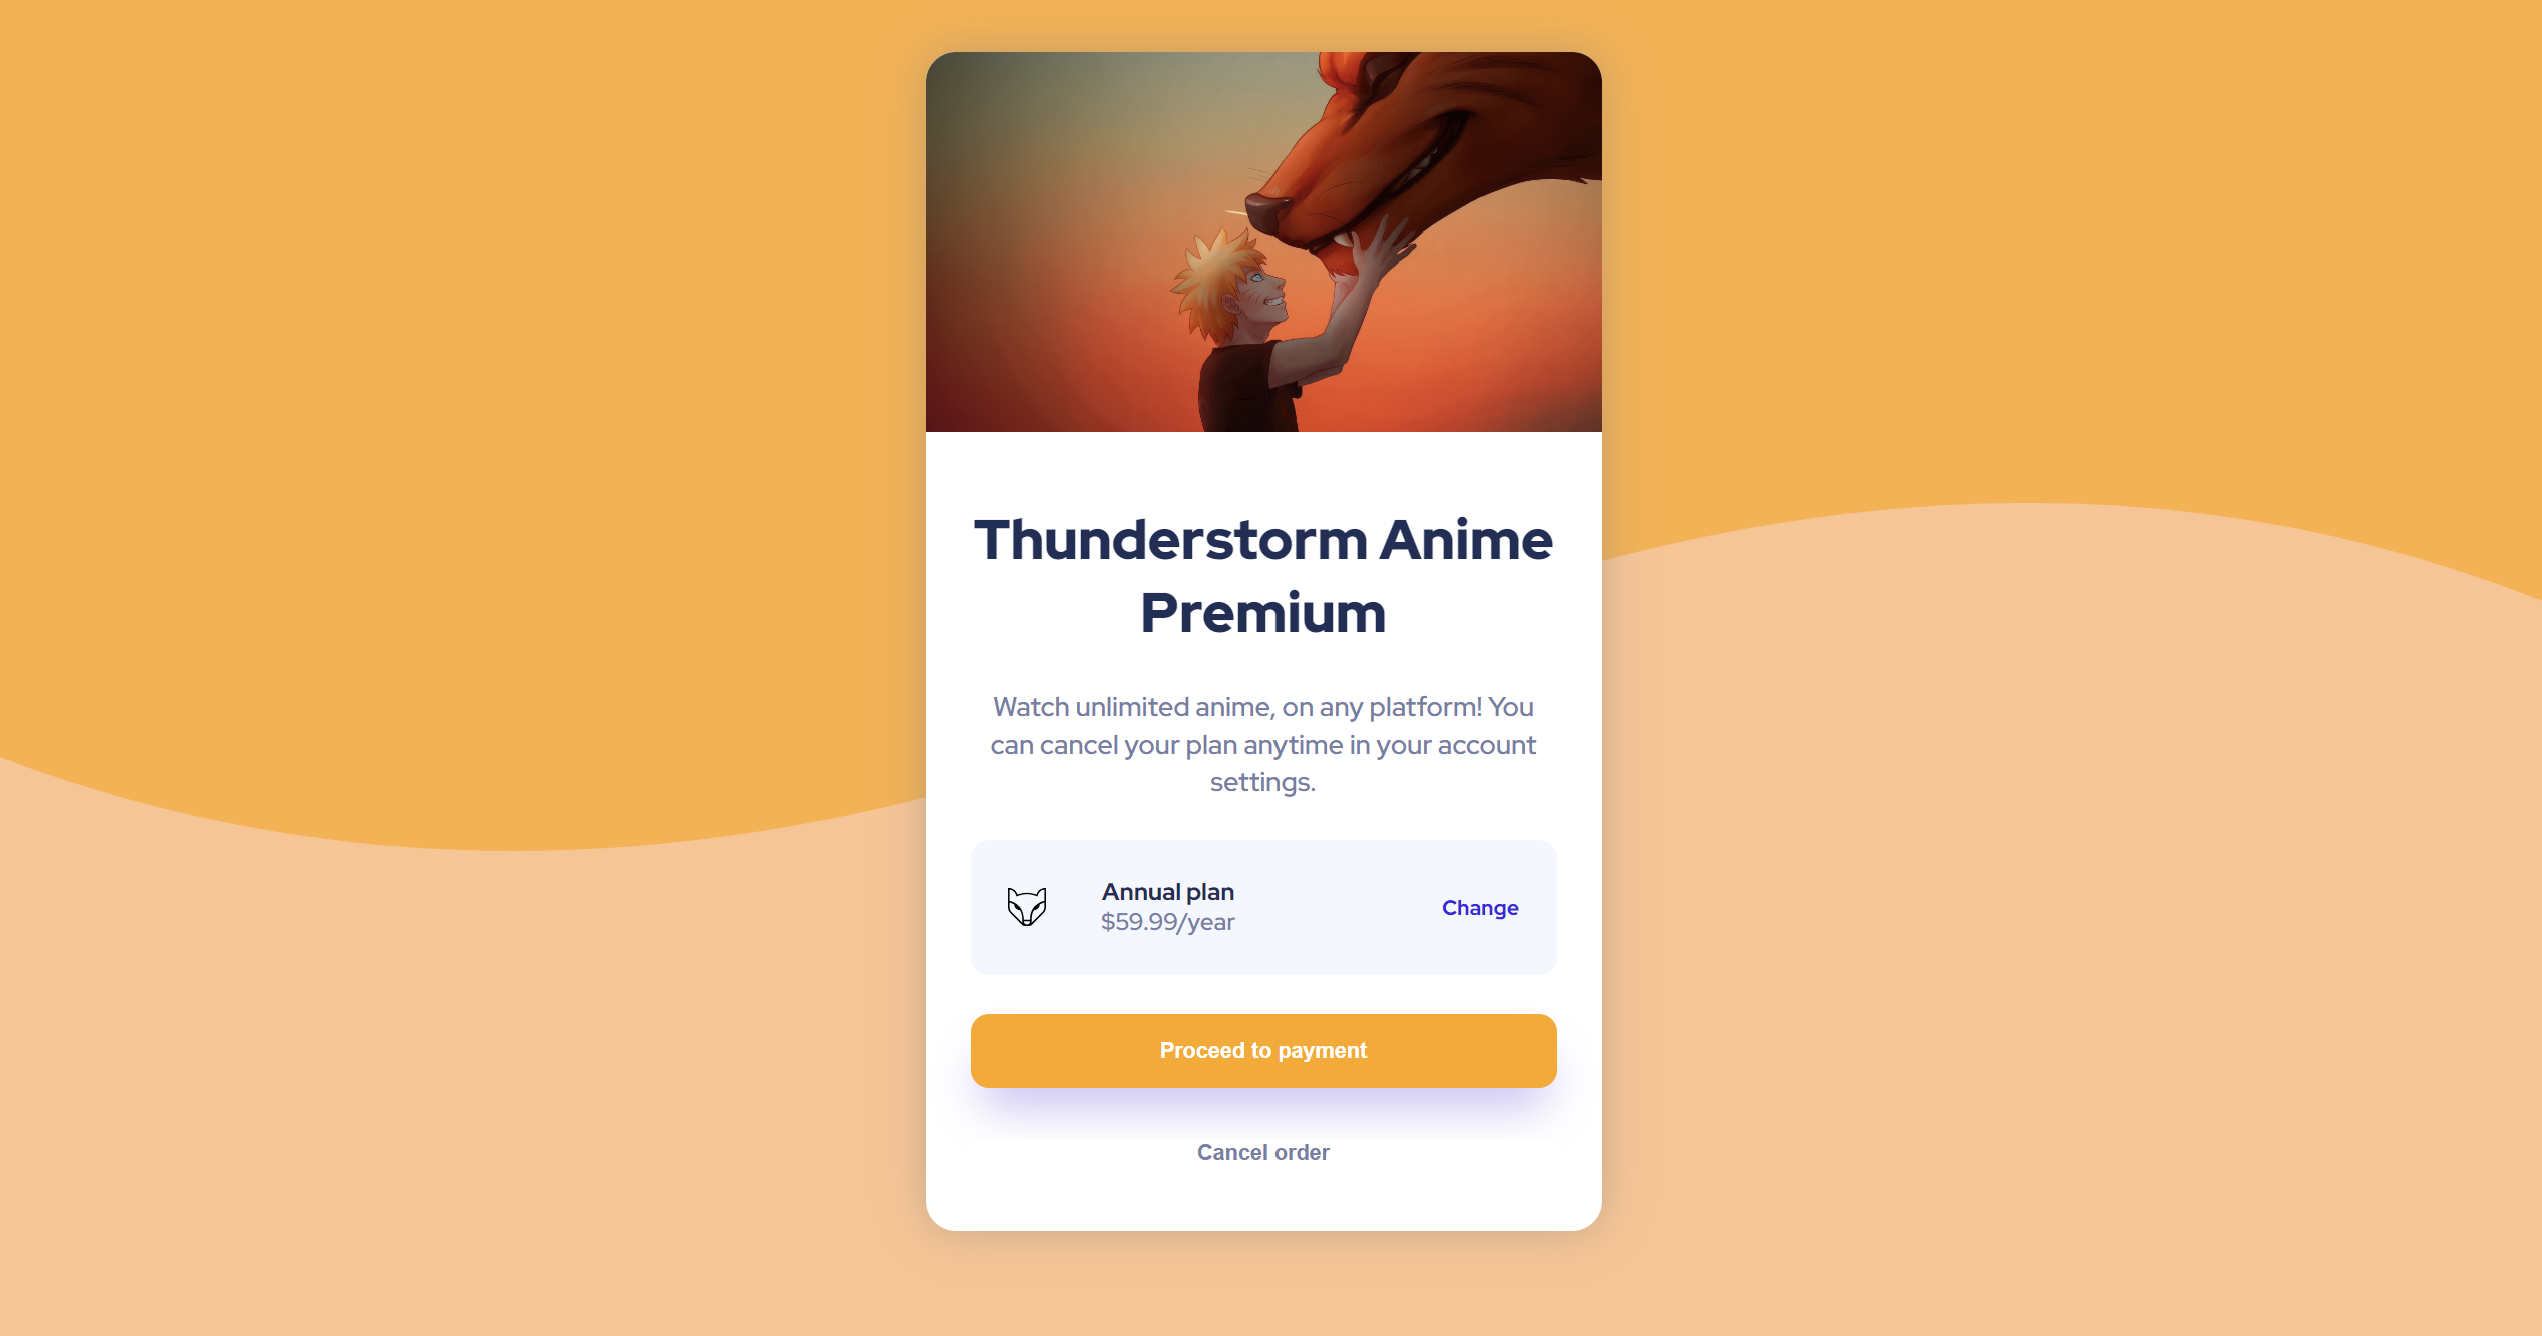 Thunderstorm Anime
Premium
Watch unlimited anime, on any platform! You
can cancel your plan anytime in your account
settings.
Annual plan
$59.99/year
Change
Proceed to payment
Cancel order